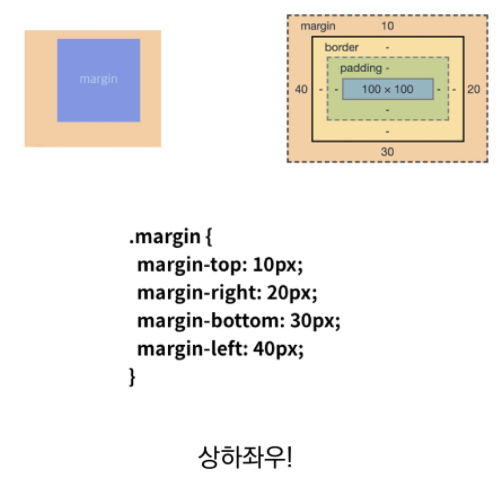 margin
margin 10
border -
padding -
40 - - 100 × 100 - - 20
-
-
30
.margin {
margin-top: 10px;
margin-right: 20px;
margin-bottom: 30px;
margin-left: 40px;
}
상하좌우!